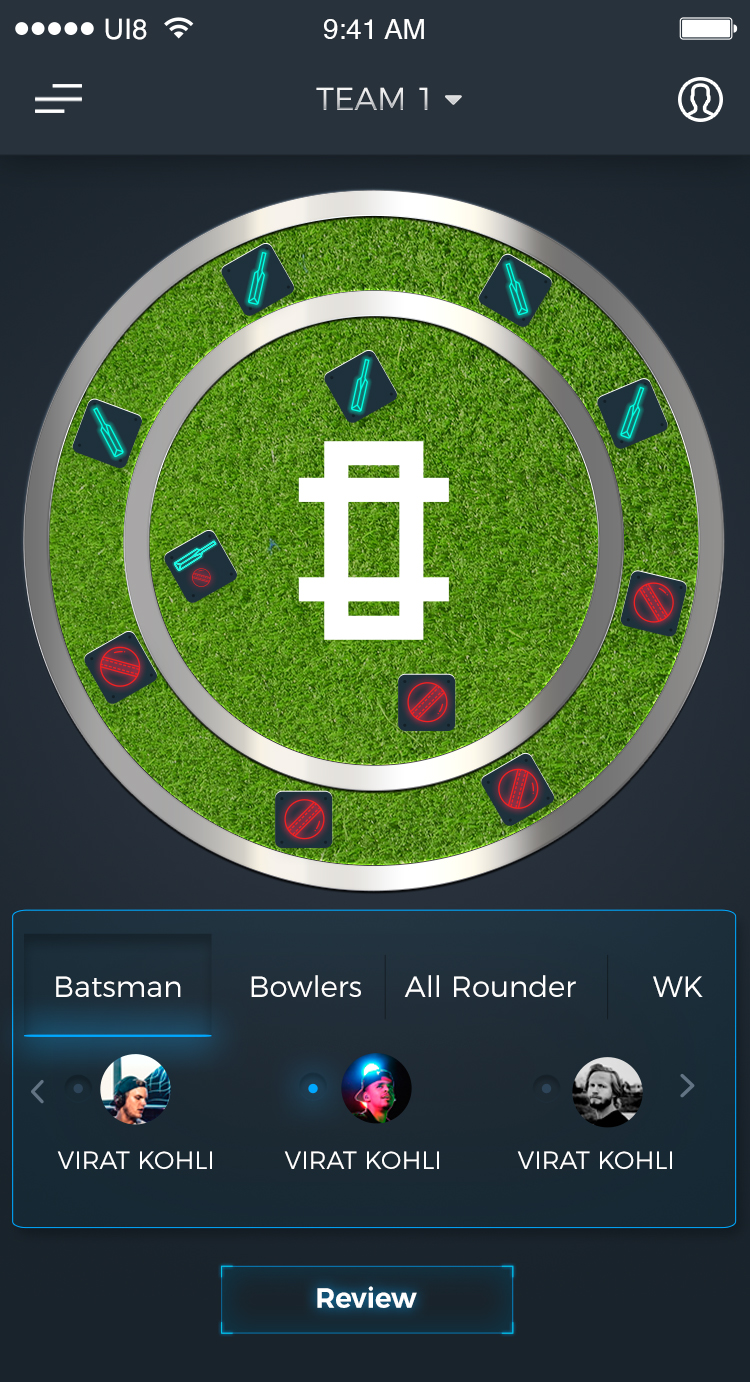 UI8 9:41 AM
TEAM 1
Batsman Bowlers All Rounder WK
VIRAT KOHLI VIRAT KOHLI VIRAT KOHLI
Review